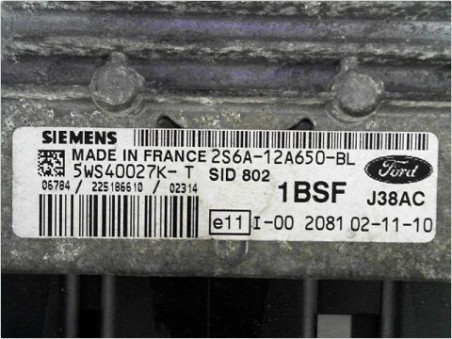 SIEMENS
MADE IN FRANCE 2S6A-12A650-BL
5WS40027K-T SID 802
Ford
06784 / 225186610 / 02314
1BSF J38AC
e11 I-00 2081 02-11-10